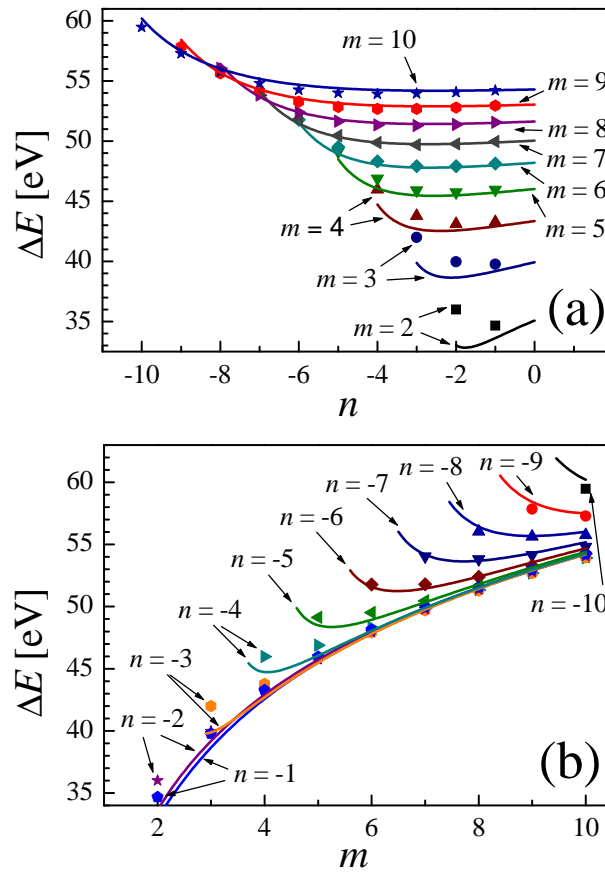 60
55
50
45
40
35
ΔE [eV]
m = 10
m = 9
m = 8
m = 7
m = 6
m = 5
m = 4
m = 3
m = 2
(a)
-10 -8 -6 -4 -2 0
n
60
55
50
45
40
35
ΔE [eV]
n = -9
n = -8
n = -7
n = -6
n = -5
n = -4
n = -3
n = -2
n = -1
n = -10
(b)
2 4 6 8 10
m